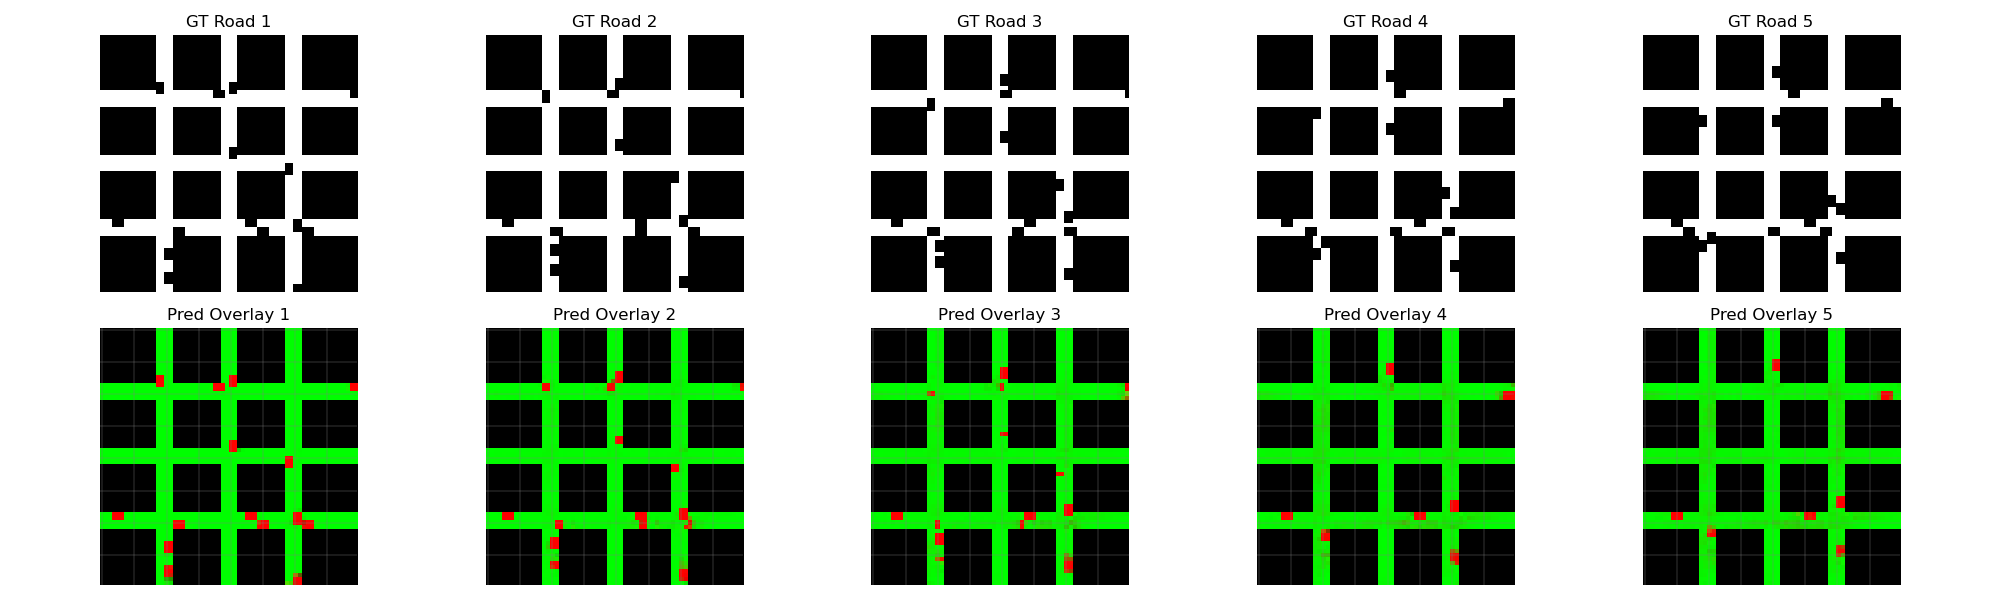 GT Road 1
GT Road 2
GT Road 3
GT Road 4
GT Road 5
Pred Overlay 1
Pred Overlay 2
Pred Overlay 3
Pred Overlay 4
Pred Overlay 5